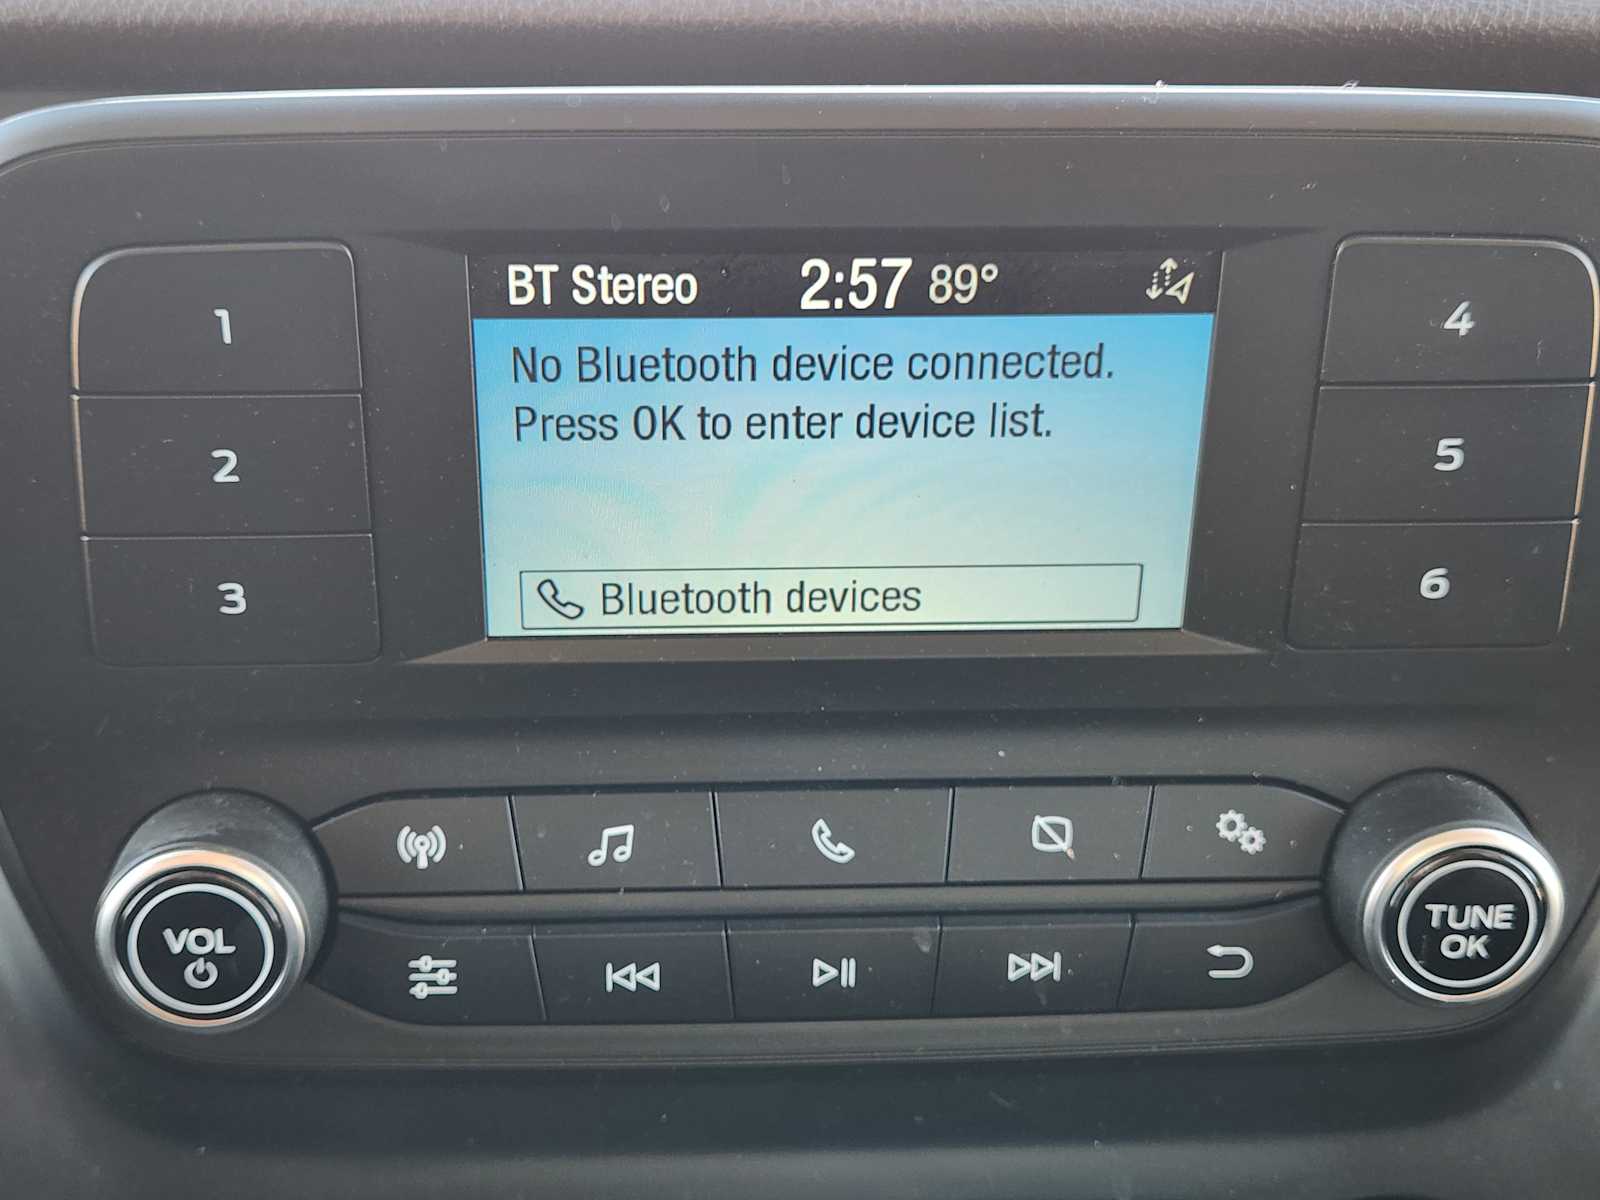 BT Stereo 2:57 89°
No Bluetooth device connected.
Press OK to enter device list.
Bluetooth devices
1
2
3
4
5
6
VOL
TUNE
OK